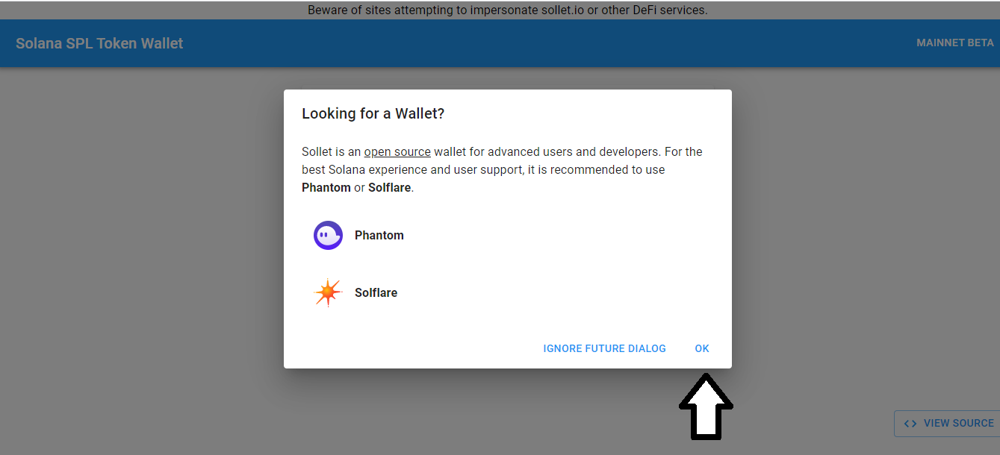 Beware of sites attempting to impersonate sollet.io or other DeFi services.
Solana SPL Token Wallet
MAINNET BETA
Looking for a Wallet?
Sollet is an open source wallet for advanced users and developers. For the
best Solana experience and user support, it is recommended to use
Phantom or Solflare.
Phantom
Solflare
IGNORE FUTURE DIALOG
OK
<> VIEW SOURCE